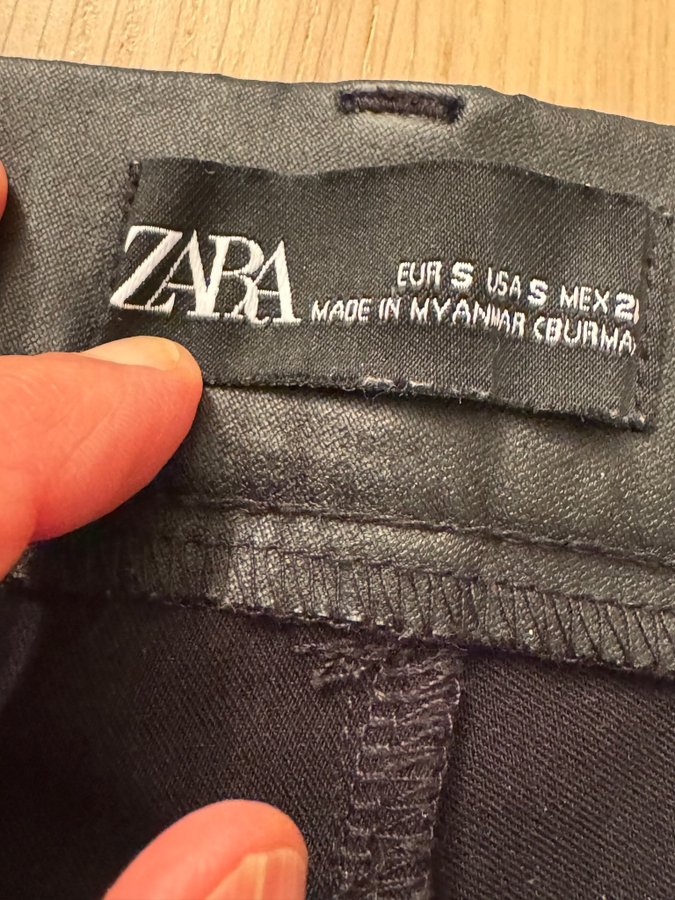 ZARA
EUR S USA S MEX 2
MADE IN MYANMAR (BURMA)